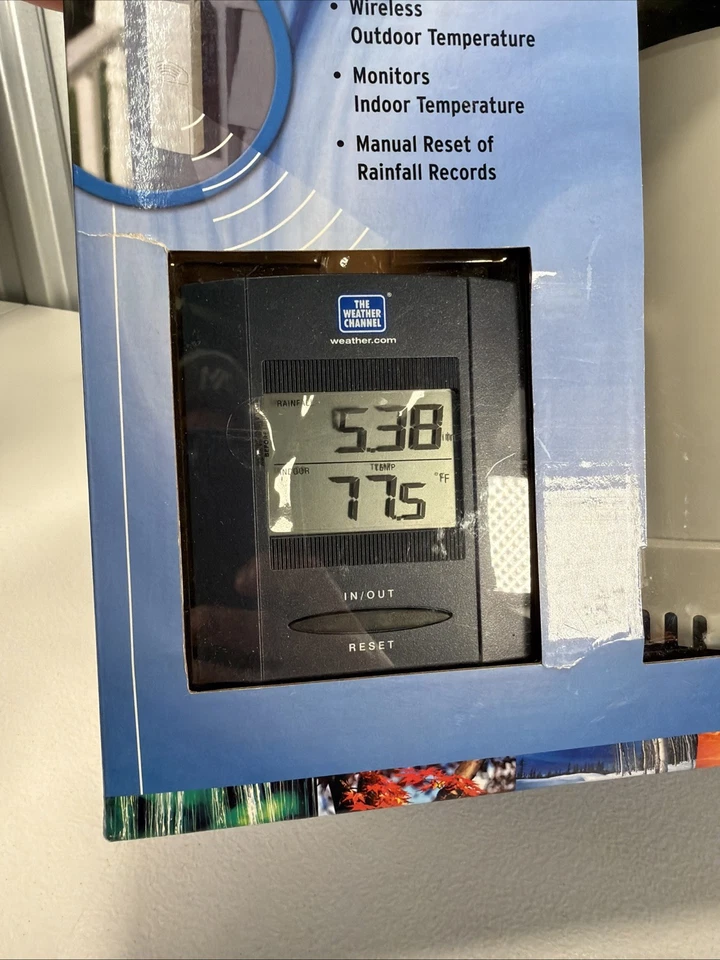 • Wireless
Outdoor Temperature
• Monitors
Indoor Temperature
• Manual Reset of
Rainfall Records
THE
WEATHER
CHANNEL
®
weather.com
RAINFALL
5.38
INDOOR TEMP
77.5 °F
IN/OUT
RESET